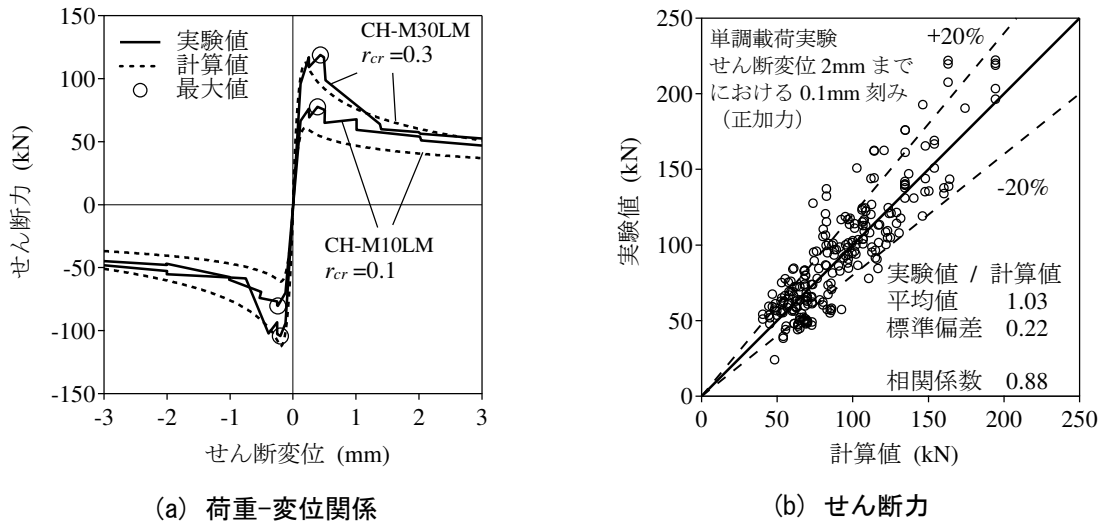 150
100
50
0
-50
-100
-150
-3
-2
-1
0
1
2
3
せん断力 (kN)
せん断変位 (mm)
実験値
計算値
最大値
CH-M30LM
rcr =0.3
CH-M10LM
rcr =0.1
(a) 荷重-変位関係
250
200
150
100
50
0
0
50
100
150
200
250
実験値 (kN)
計算値 (kN)
単調載荷実験
せん断変位 2mm まで
における 0.1mm 刻み
（正加力）
+20%
-20%
実験値 / 計算値
平均値 1.03
標準偏差 0.22
相関係数 0.88
(b) せん断力